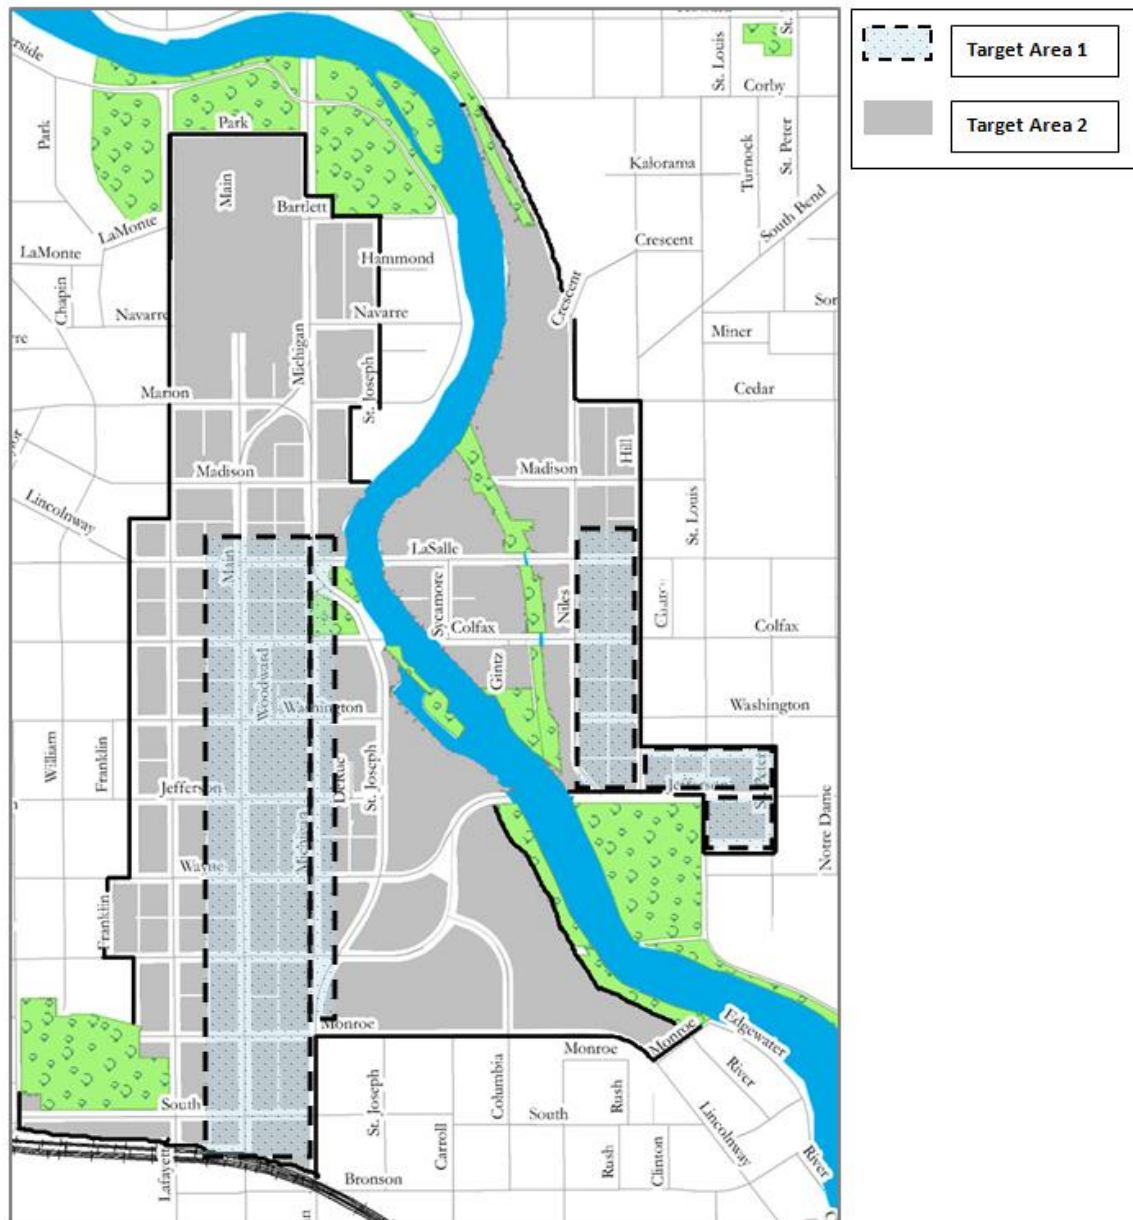 Target Area 1
Target Area 2
St. Louis
St.
Corby
Park
Park
Main
Kalorama
Turnock
St. Peter
Bartlett
South Bend
LaMonte
LaMonte
Hammond
Crescent
Chapin
Navarre
Navarre
Michigan
Crescent
Miner
Marion
St. Joseph
Cedar
Hill
Madison
Madison
Lincolnway
St. Louis
Main
LaSalle
Sycamore
Niles
Colfax
Colfax
Woodward
Gintz
Washington
Washington
William
Franklin
Jefferson
St. Joseph
Jefferson
Notre Dame
Michigan
Wayne
Franklin
Monroe
Monroe
Edgewater
Monroe
River
St. Joseph
Columbia
Rush
South
South
Lincolnway
Carroll
Rush
Clinton
River
Lafayette
Bronson